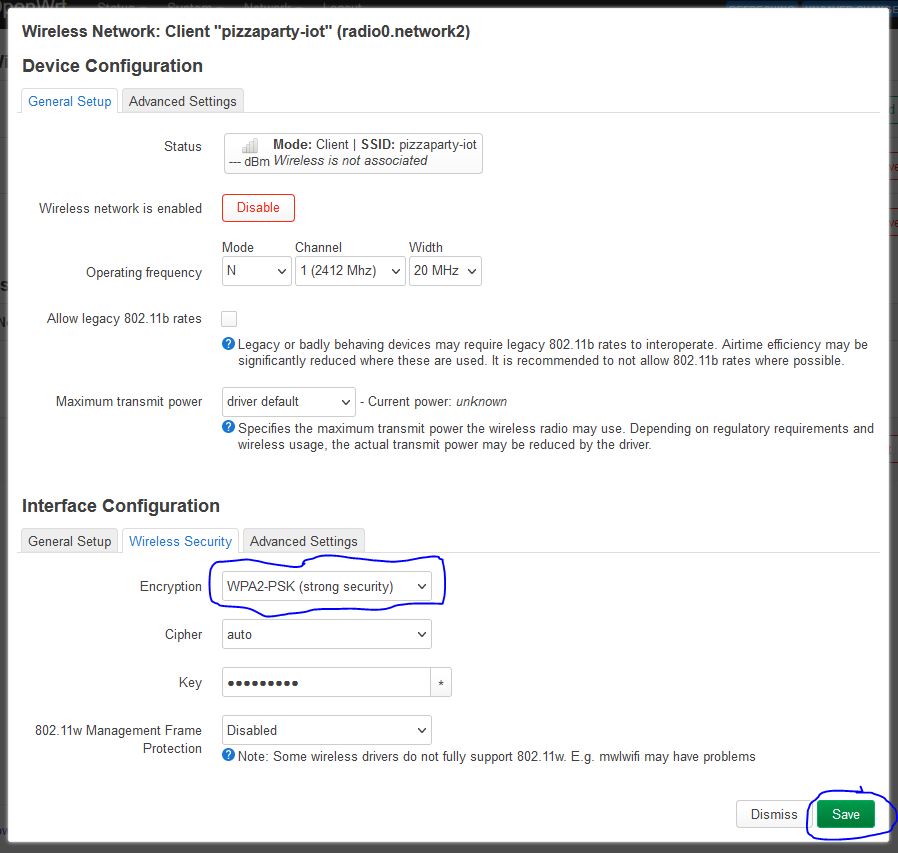 Wireless Network: Client "pizzaparty-iot" (radio0.network2)
Device Configuration
General Setup Advanced Settings
Status
Mode: Client | SSID: pizzaparty-iot
--- dBm Wireless is not associated
Wireless network is enabled Disable
Mode Channel Width
Operating frequency N 1 (2412 Mhz) 20 MHz
Allow legacy 802.11b rates
Legacy or badly behaving devices may require legacy 802.11b rates to interoperate. Airtime efficiency may be
significantly reduced where these are used. It is recommended to not allow 802.11b rates where possible.
Maximum transmit power driver default - Current power: unknown
Specifies the maximum transmit power the wireless radio may use. Depending on regulatory requirements and
wireless usage, the actual transmit power may be reduced by the driver.
Interface Configuration
General Setup Wireless Security Advanced Settings
Encryption WPA2-PSK (strong security)
Cipher auto
Key ••••••••• *
802.11w Management Frame
Protection
Disabled
Note: Some wireless drivers do not fully support 802.11w. E.g. mwlwifi may have problems
Dismiss Save